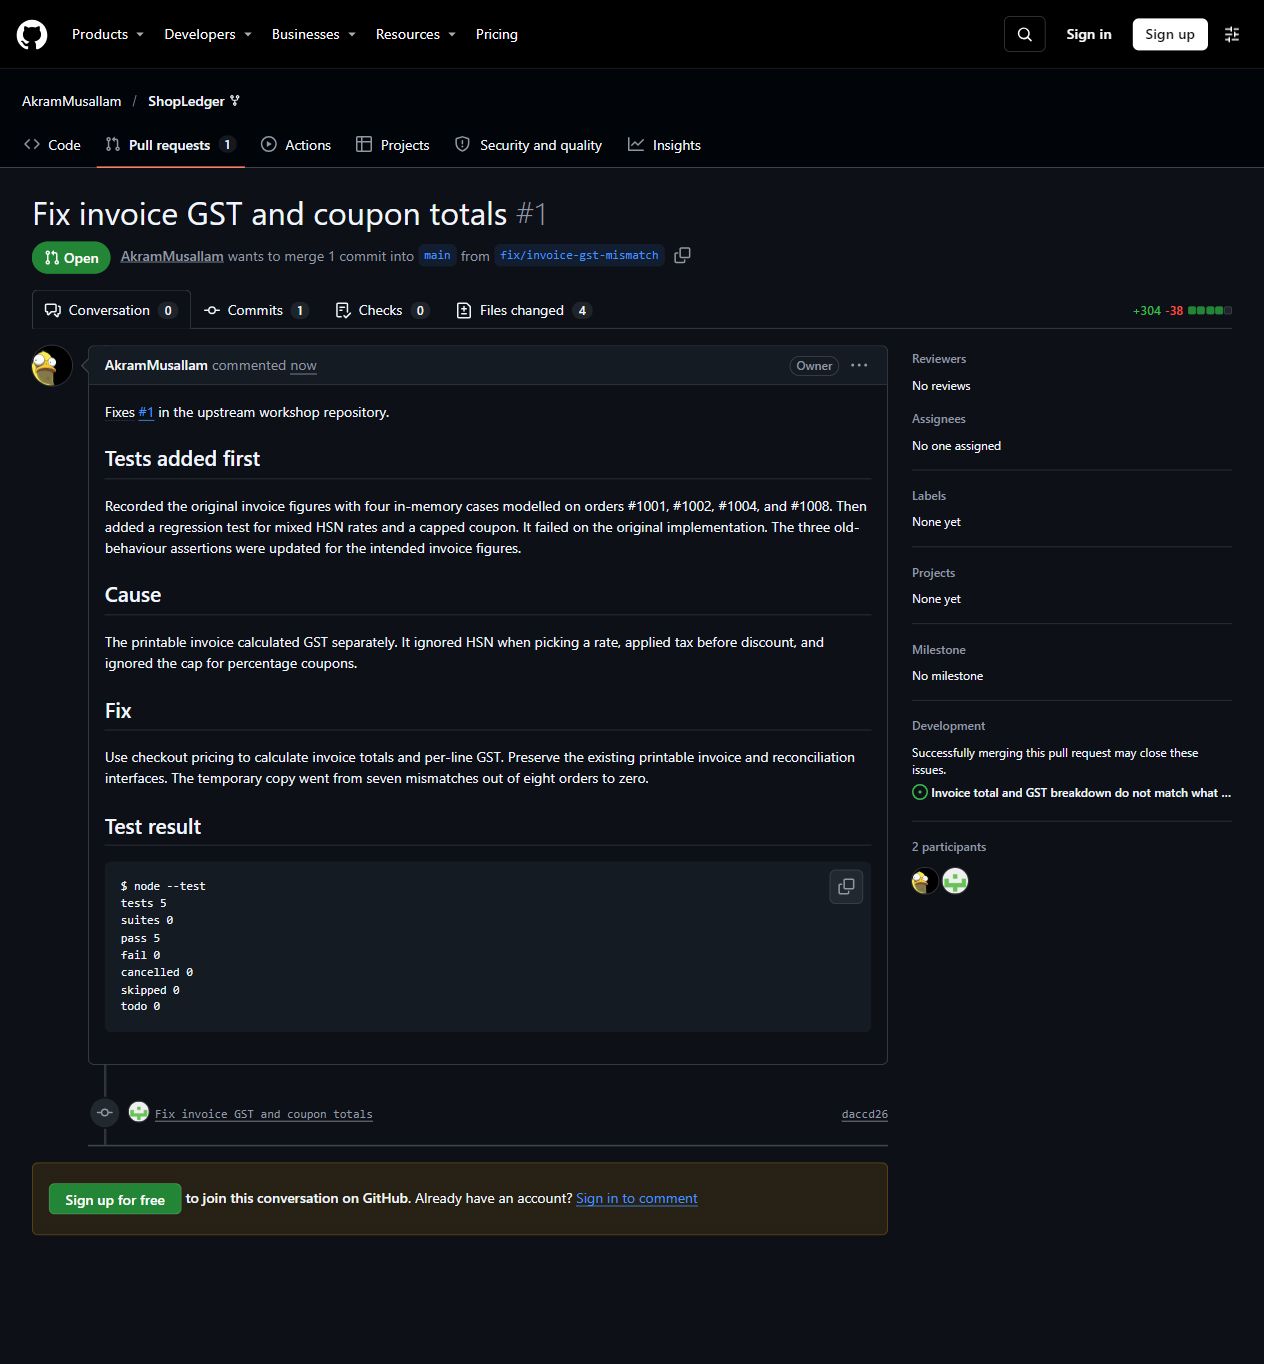 Products Developers Businesses Resources Pricing
Sign in Sign up
AkramMusallam / ShopLedger
Code Pull requests 1 Actions Projects Security and quality Insights
Fix invoice GST and coupon totals #1
Open AkramMusallam wants to merge 1 commit into main from fix/invoice-gst-mismatch
Conversation 0 Commits 1 Checks 0 Files changed 4 +304 -38
AkramMusallam commented now Owner
Fixes #1 in the upstream workshop repository.
Tests added first
Recorded the original invoice figures with four in-memory cases modelled on orders #1001, #1002, #1004, and #1008. Then
added a regression test for mixed HSN rates and a capped coupon. It failed on the original implementation. The three old-
behaviour assertions were updated for the intended invoice figures.
Cause
The printable invoice calculated GST separately. It ignored HSN when picking a rate, applied tax before discount, and
ignored the cap for percentage coupons.
Fix
Use checkout pricing to calculate invoice totals and per-line GST. Preserve the existing printable invoice and reconciliation
interfaces. The temporary copy went from seven mismatches out of eight orders to zero.
Test result
$ node --test
tests 5
suites 0
pass 5
fail 0
cancelled 0
skipped 0
todo 0
Fix invoice GST and coupon totals daccd26
Sign up for free to join this conversation on GitHub. Already have an account? Sign in to comment
Reviewers
No reviews
Assignees
No one assigned
Labels
None yet
Projects
None yet
Milestone
No milestone
Development
Successfully merging this pull request may close these
issues.
Invoice total and GST breakdown do not match what ...
2 participants